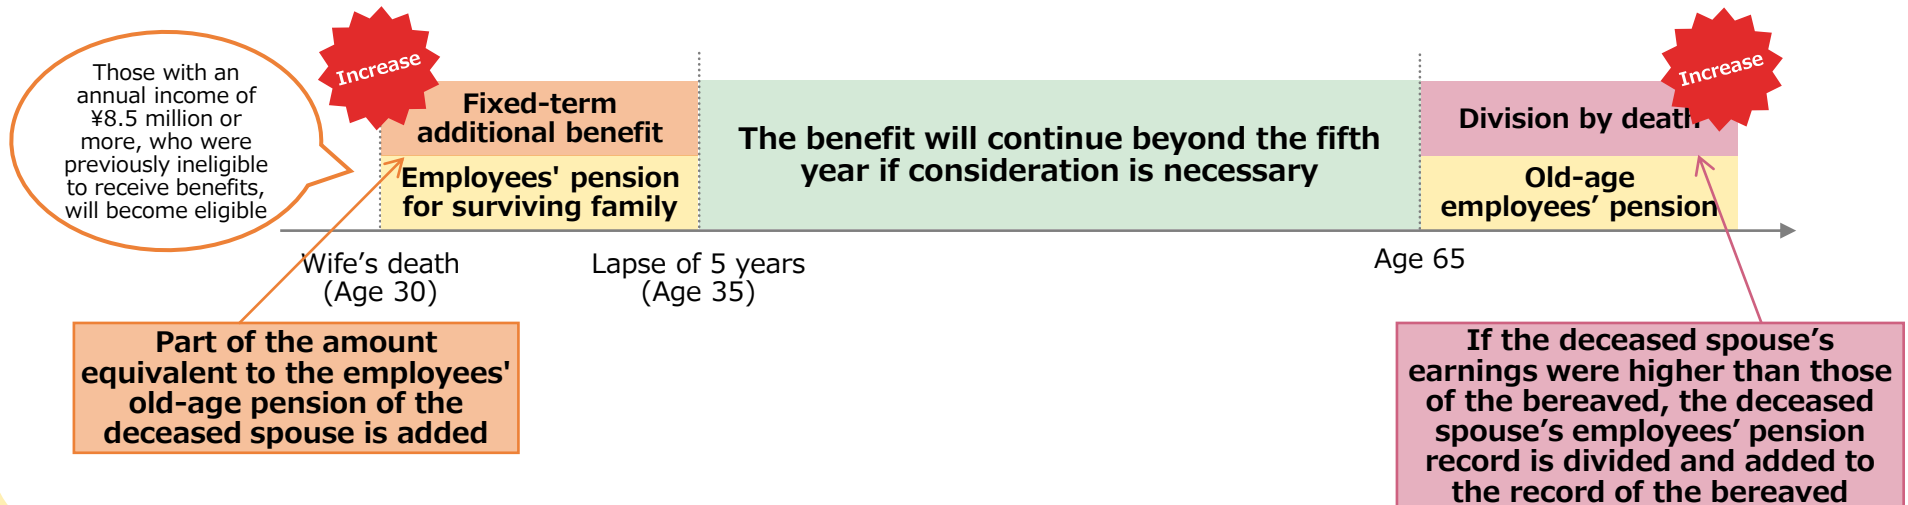 Those with an
annual income of
¥8.5 million or
more, who were
previously ineligible
to receive benefits,
will become eligible
Increase
Fixed-term
additional benefit
Employees' pension
for surviving family
The benefit will continue beyond the fifth
year if consideration is necessary
Increase
Division by death
Old-age
employees’ pension
Wife’s death
(Age 30)
Lapse of 5 years
(Age 35)
Age 65
Part of the amount
equivalent to the employees'
old-age pension of the
deceased spouse is added
If the deceased spouse’s
earnings were higher than those
of the bereaved, the deceased
spouse’s employees’ pension
record is divided and added to
the record of the bereaved